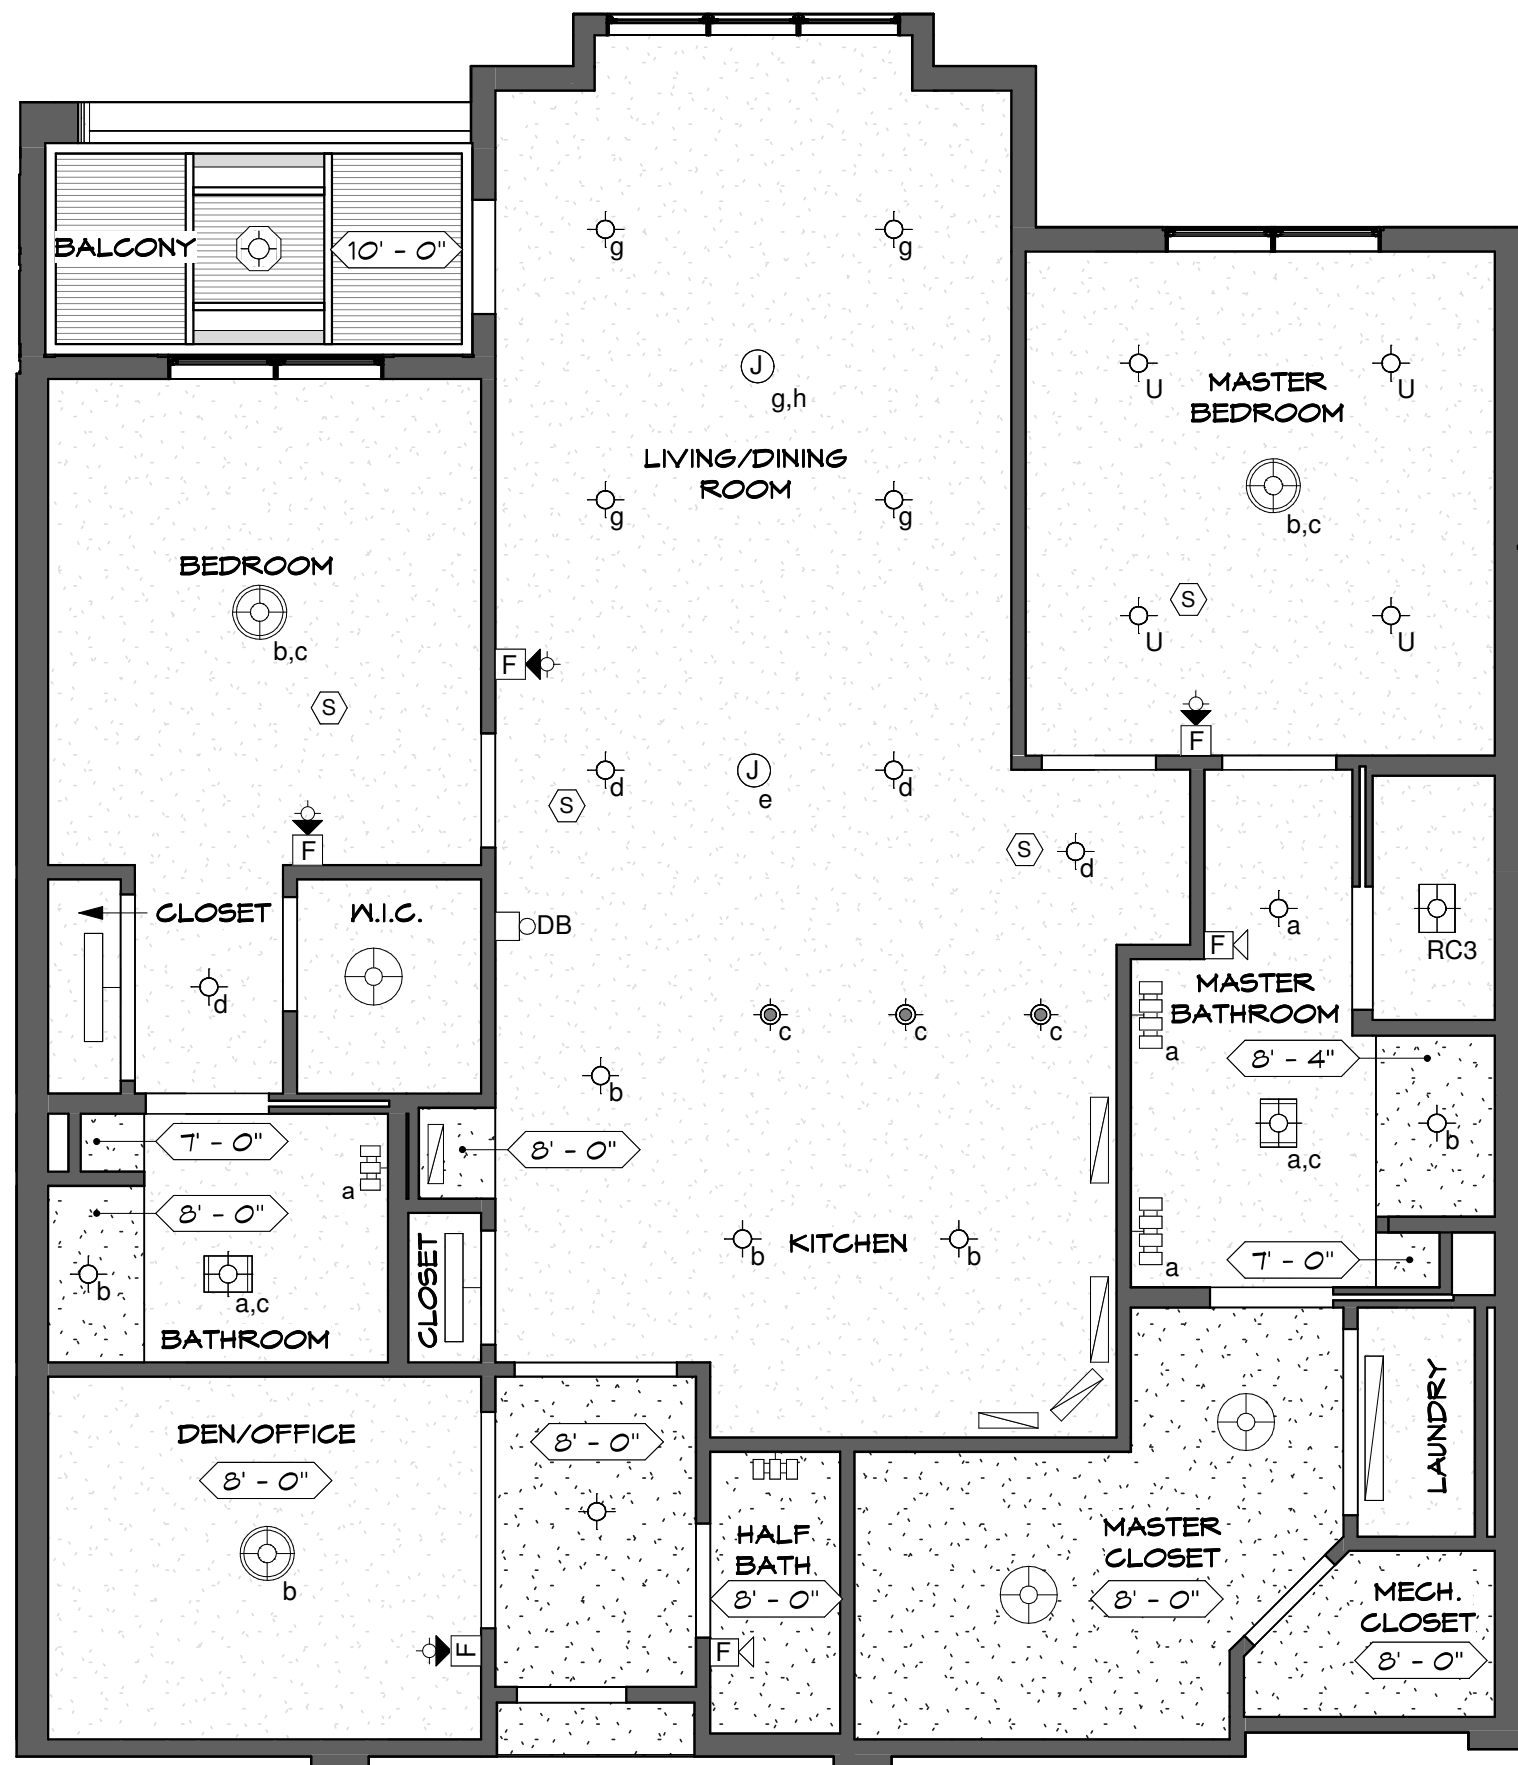 BALCONY
10' - 0"
g
g
J
g,h
LIVING/DINING
ROOM
g
g
U
U
MASTER
BEDROOM
b,c
S
U
U
F
BEDROOM
b,c
S
F
F
d
J
e
d
S
S
d
CLOSET
W.I.C.
d
DB
c
c
c
b
a
F
RC3
MASTER
BATHROOM
a
8' - 4"
a,c
b
a
7' - 0"
7' - 0"
8' - 0"
a
8' - 0"
b
a,c
BATHROOM
CLOSET
b
KITCHEN
b
DEN/OFFICE
8' - 0"
b
F
8' - 0"
HALF
BATH
8' - 0"
F
MASTER
CLOSET
8' - 0"
LAUNDRY
MECH.
CLOSET
8' - 0"